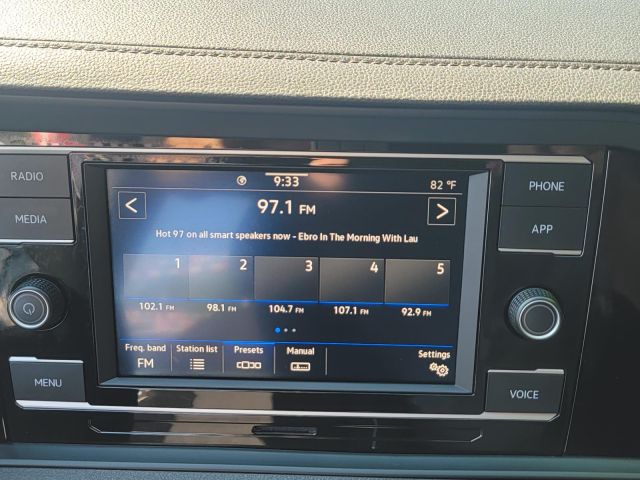 RADIO
MEDIA
MENU
9:33
82 °F
97.1 FM
Hot 97 on all smart speakers now - Ebro In The Morning With Lau
1 2 3 4 5
102.1 FM 98.1 FM 104.7 FM 107.1 FM 92.9 FM
Freq. band Station list Presets Manual Settings
FM
PHONE
APP
VOICE